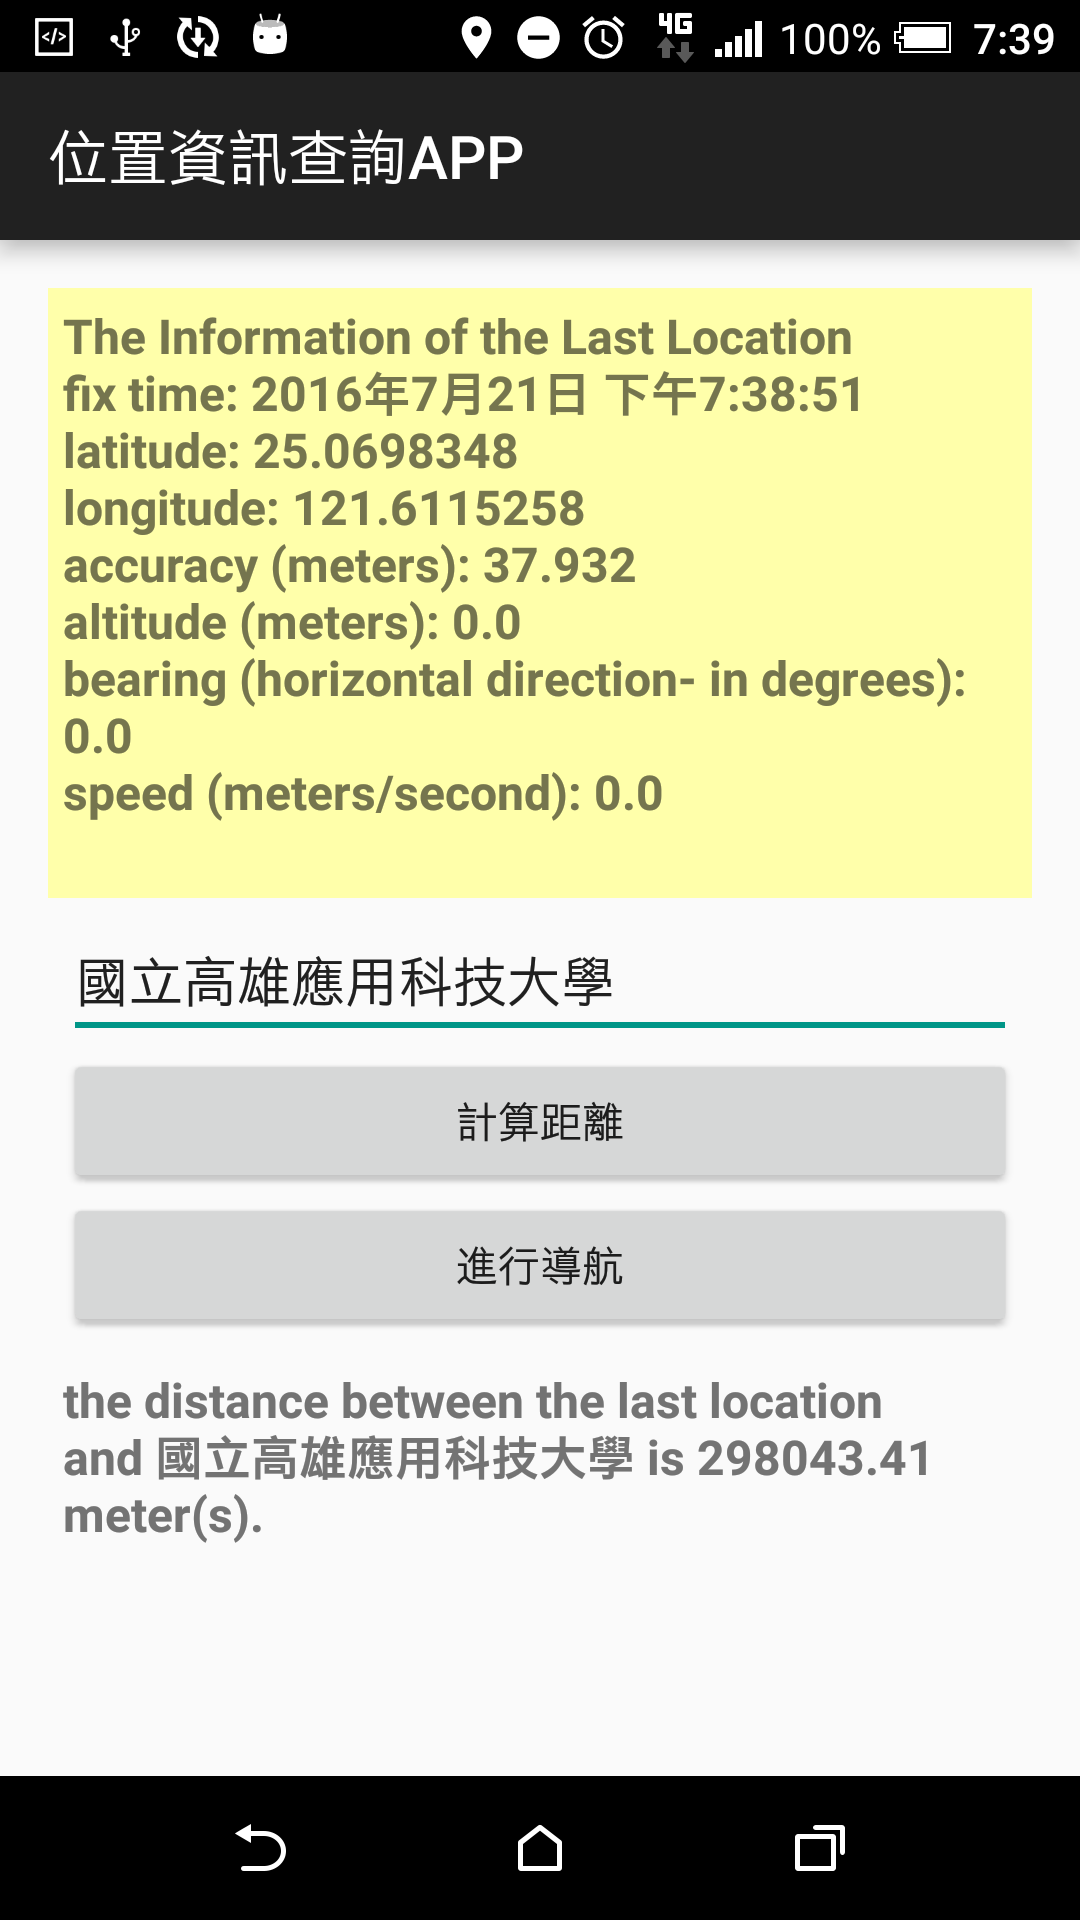 4G 100% 7:39
位置資訊查詢APP
The Information of the Last Location
fix time: 2016年7月21日 下午7:38:51
latitude: 25.0698348
longitude: 121.6115258
accuracy (meters): 37.932
altitude (meters): 0.0
bearing (horizontal direction- in degrees):
0.0
speed (meters/second): 0.0
國立高雄應用科技大學
計算距離
進行導航
the distance between the last location
and 國立高雄應用科技大學 is 298043.41
meter(s).